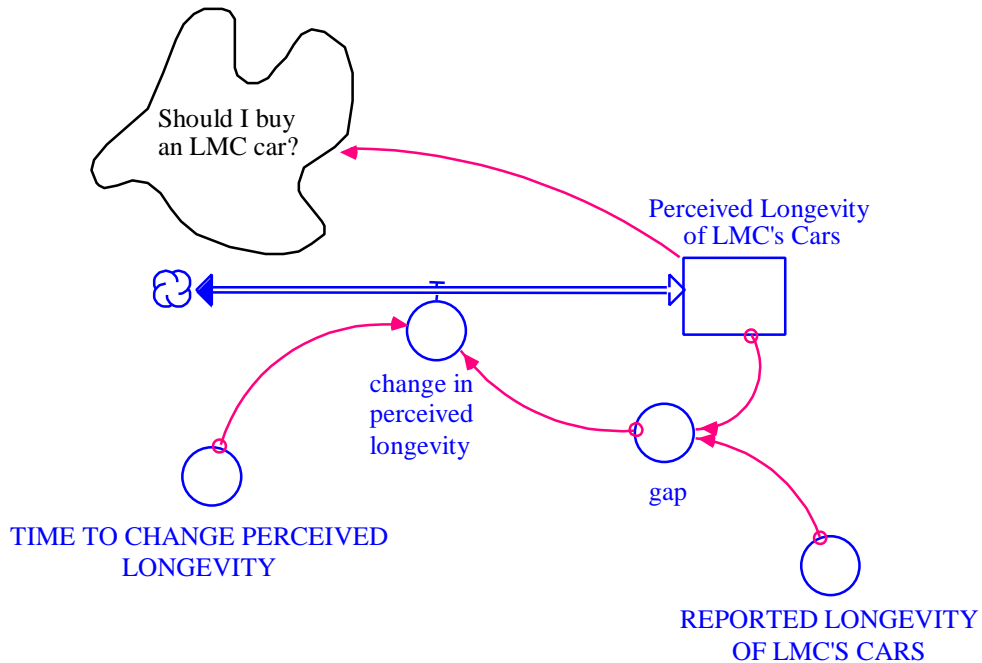 Should I buy
an LMC car?
Perceived Longevity
of LMC's Cars
change in
perceived
longevity
gap
TIME TO CHANGE PERCEIVED
LONGEVITY
REPORTED LONGEVITY
OF LMC'S CARS